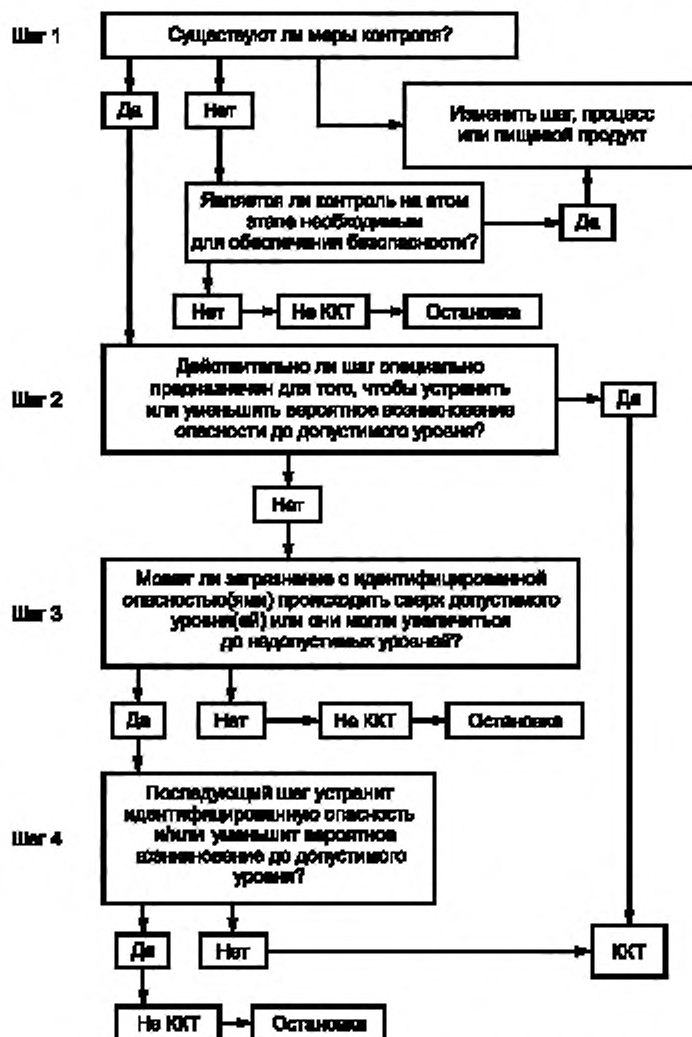 Шаг 1
Существуют ли меры контроля?
Да
Нет
Изменить шаг, процесс
или пищевой продукт
Является ли контроль на этом
этапе необходимым
для обеспечения безопасности?
Да
Нет
Не ККТ
Остановка
Шаг 2
Действительно ли шаг специально
предназначен для того, чтобы устранить
или уменьшить вероятное возникновение
опасности до допустимого уровня?
Да
Нет
Шаг 3
Может ли загрязнение с идентифицированной
опасностью(ями) происходить сверх допустимого
уровня(ей) или они могли увеличиться
до недопустимых уровней?
Да
Нет
Не ККТ
Остановка
Шаг 4
Последующий шаг устранит
идентифицированную опасность
и/или уменьшит вероятное
возникновение до допустимого
уровня?
Да
Нет
ККТ
Не ККТ
Остановка